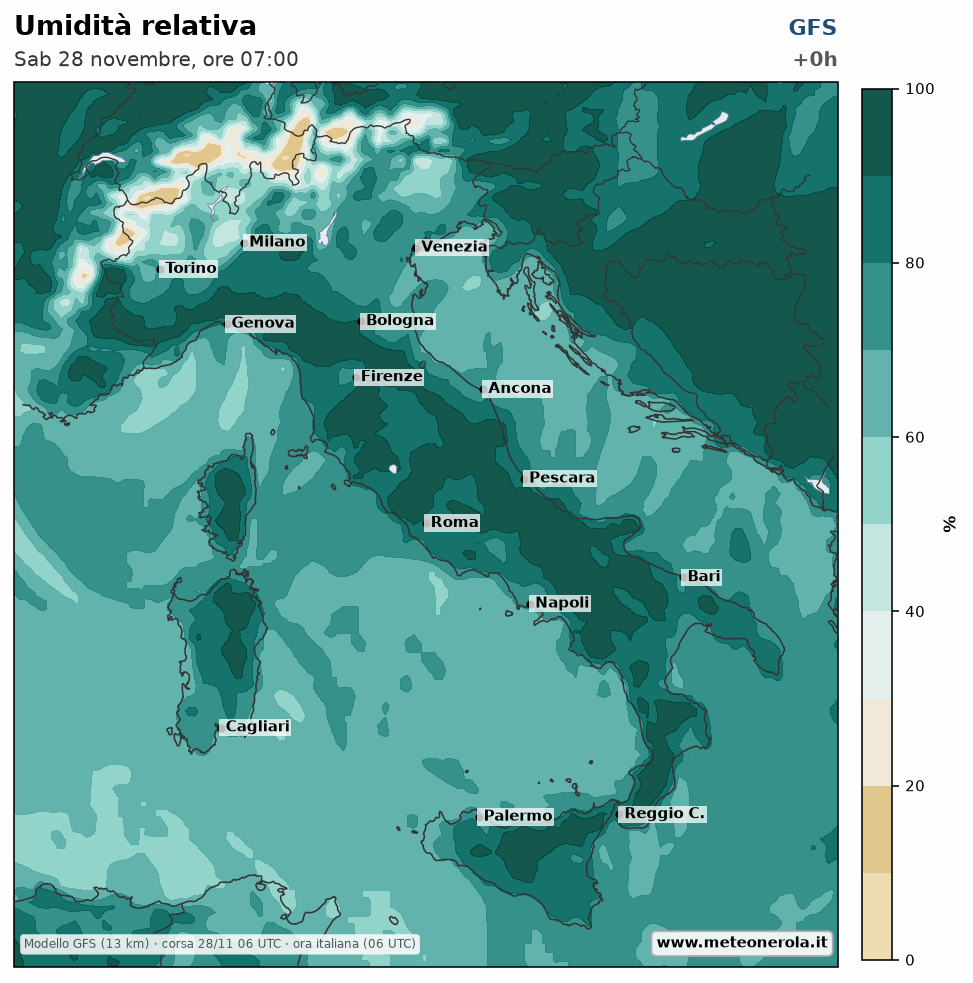 Umidità relativa
GFS
Sab 28 novembre, ore 07:00
+0h
100
80
60
40
20
0
%
Milano
Venezia
Torino
Genova
Bologna
Firenze
Ancona
Pescara
Roma
Bari
Napoli
Cagliari
Palermo
Reggio C.
Modello GFS (13 km) · corsa 28/11 06 UTC · ora italiana (06 UTC)
www.meteonerola.it